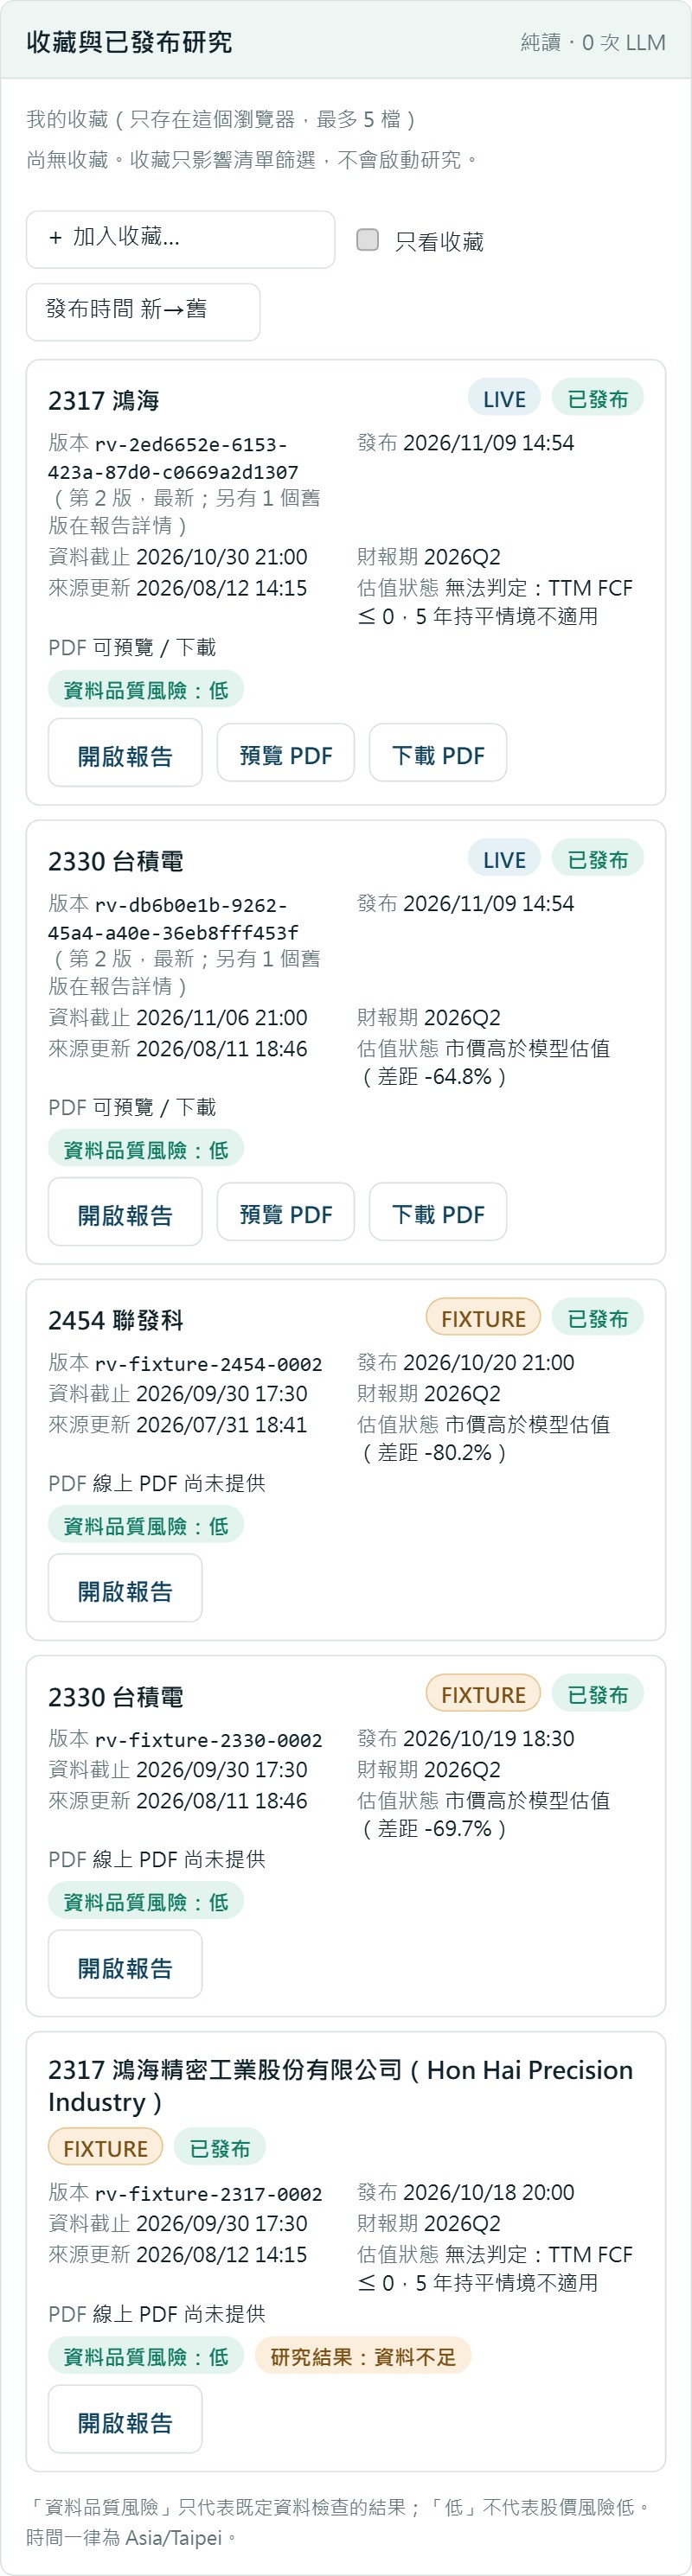 收藏與已發布研究
純讀·0 次 LLM
我的收藏（只存在這個瀏覽器，最多 5 檔）
尚無收藏。收藏只影響清單篩選，不會啟動研究。
+ 加入收藏...
只看收藏
發布時間 新→舊
2317 鴻海
LIVE 已發布
版本 rv-2ed6652e-6153-
423a-87d0-c0669a2d1307
（第 2 版，最新；另有 1 個舊
版在報告詳情）
發布 2026/11/09 14:54
資料截止 2026/10/30 21:00
財報期 2026Q2
來源更新 2026/08/12 14:15
估值狀態 無法判定：TTM FCF
≤ 0，5 年持平情境不適用
PDF 可預覽 / 下載
資料品質風險：低
開啟報告 預覽 PDF 下載 PDF
2330 台積電
LIVE 已發布
版本 rv-db6b0e1b-9262-
45a4-a40e-36eb8fff453f
（第 2 版，最新；另有 1 個舊
版在報告詳情）
發布 2026/11/09 14:54
資料截止 2026/11/06 21:00
財報期 2026Q2
來源更新 2026/08/11 18:46
估值狀態 市價高於模型估值
（差距 -64.8%）
PDF 可預覽 / 下載
資料品質風險：低
開啟報告 預覽 PDF 下載 PDF
2454 聯發科
FIXTURE 已發布
版本 rv-fixture-2454-0002
發布 2026/10/20 21:00
資料截止 2026/09/30 17:30
財報期 2026Q2
來源更新 2026/07/31 18:41
估值狀態 市價高於模型估值
（差距 -80.2%）
PDF 線上 PDF 尚未提供
資料品質風險：低
開啟報告
2330 台積電
FIXTURE 已發布
版本 rv-fixture-2330-0002
發布 2026/10/19 18:30
資料截止 2026/09/30 17:30
財報期 2026Q2
來源更新 2026/08/11 18:46
估值狀態 市價高於模型估值
（差距 -69.7%）
PDF 線上 PDF 尚未提供
資料品質風險：低
開啟報告
2317 鴻海精密工業股份有限公司（Hon Hai Precision
Industry）
FIXTURE 已發布
版本 rv-fixture-2317-0002
發布 2026/10/18 20:00
資料截止 2026/09/30 17:30
財報期 2026Q2
來源更新 2026/08/12 14:15
估值狀態 無法判定：TTM FCF
≤ 0，5 年持平情境不適用
PDF 線上 PDF 尚未提供
資料品質風險：低 研究結果：資料不足
開啟報告
「資料品質風險」只代表既定資料檢查的結果；「低」不代表股價風險低。
時間一律為 Asia/Taipei。